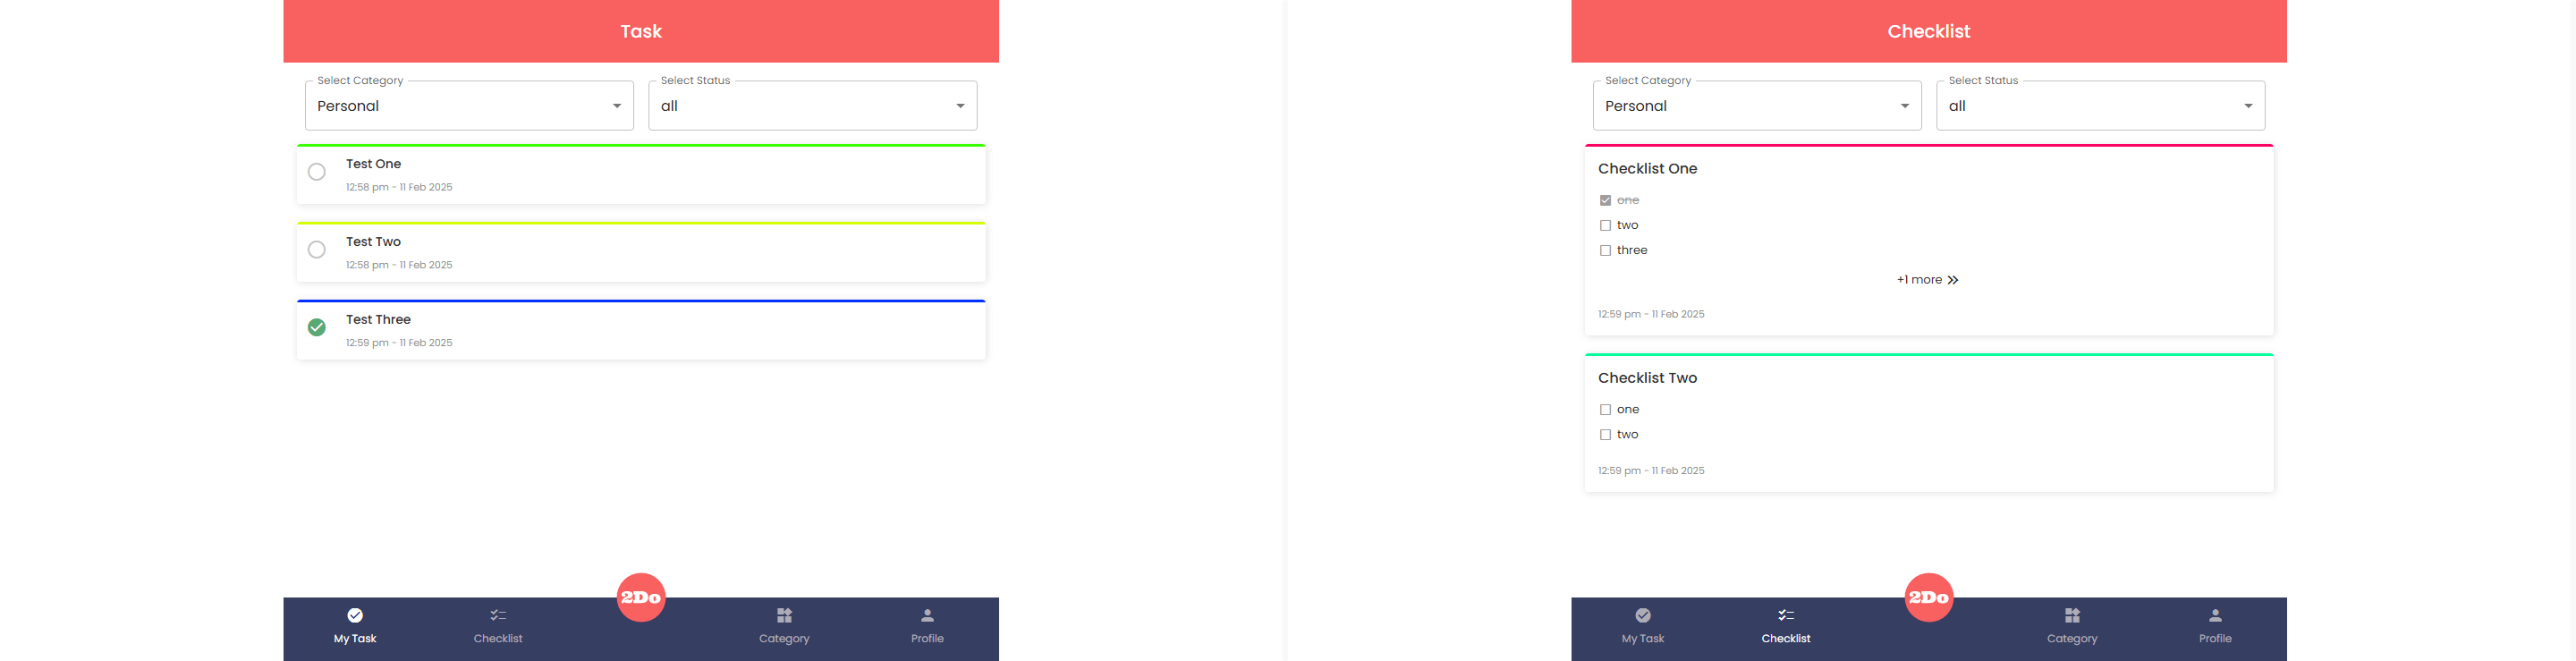 Task
Select Category
Personal
Select Status
all
Test One
12:58 pm - 11 Feb 2025
Test Two
12:58 pm - 11 Feb 2025
Test Three
12:59 pm - 11 Feb 2025
2Do
My Task
Checklist
Category
Profile
Checklist
Select Category
Personal
Select Status
all
Checklist One
one
two
three
+1 more
12:59 pm - 11 Feb 2025
Checklist Two
one
two
12:59 pm - 11 Feb 2025
2Do
My Task
Checklist
Category
Profile